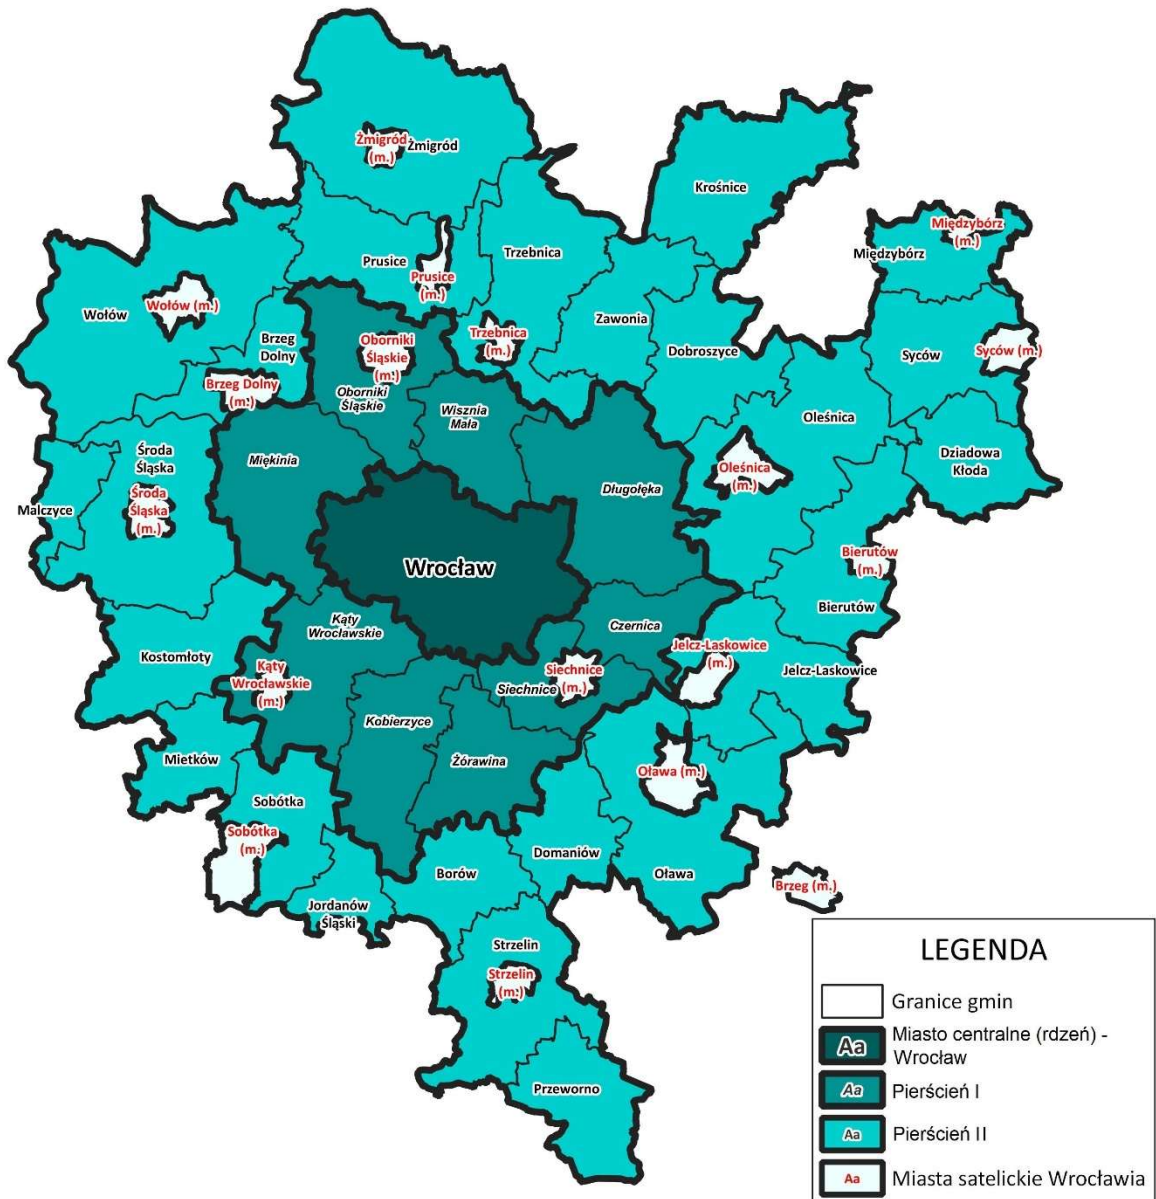 Żmigród
(m.)
Żmigród
Krośnice
Międzybórz
(m.)
Międzybórz
Trzebnica
Prusice
Prusice
(m.)
Wołów
Wołów (m.)
Zawonia
Brzeg
Dolny
Trzebnica
(m.)
Oborniki
Śląskie
(m.)
Dobroszyce
Syców
Syców (m.)
Brzeg Dolny
(m.)
Oborniki
Śląskie
Wisznia
Mała
Oleśnica
Środa
Śląska
Miękinia
Dziadowa
Kłoda
Oleśnica
(m.)
Długołęka
Środa
Śląska
(m.)
Malczyce
Bierutów
(m.)
Wrocław
Bierutów
Kąty
Wrocławskie
Czernica
Jelcz-Laskowice
(m.)
Kostomłoty
Kąty
Wrocławskie
(m.)
Siechnice
(m.)
Siechnice
Jelcz-Laskowice
Kobierzyce
Mietków
Żórawina
Oława (m.)
Sobótka
Sobótka
(m.)
Domaniów
Borów
Oława
Brzeg (m.)
Jordanów
Śląski
Strzelin
Strzelin
(m.)
Przeworno
LEGENDA
Granice gmin
Aa Miasto centralne (rdzeń) -
Wrocław
Aa Pierścień I
Aa Pierścień II
Aa Miasta satelickie Wrocławia